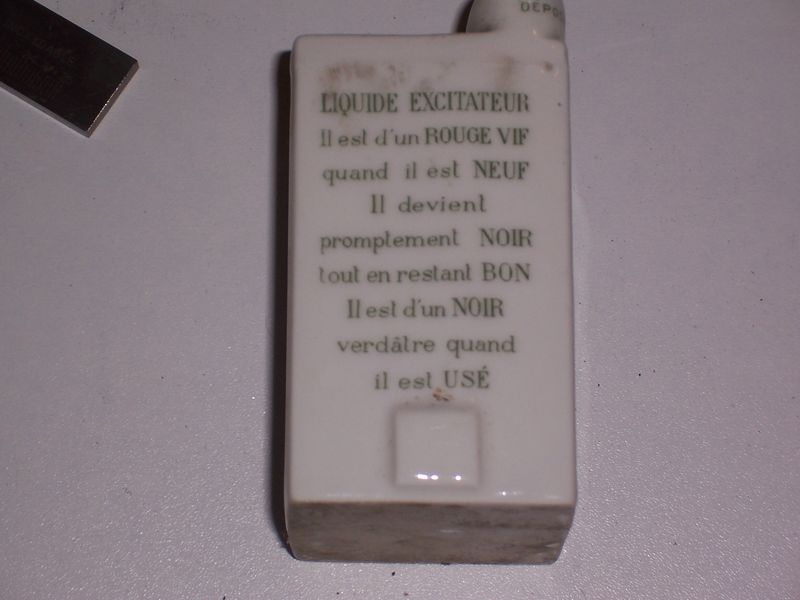 DÉPO
LIQUIDE EXCITATEUR
Il est d'un ROUGE VIF
quand il est NEUF
Il devient
promptement NOIR
tout en restant BON
Il est d'un NOIR
verdâtre quand
il est USÉ